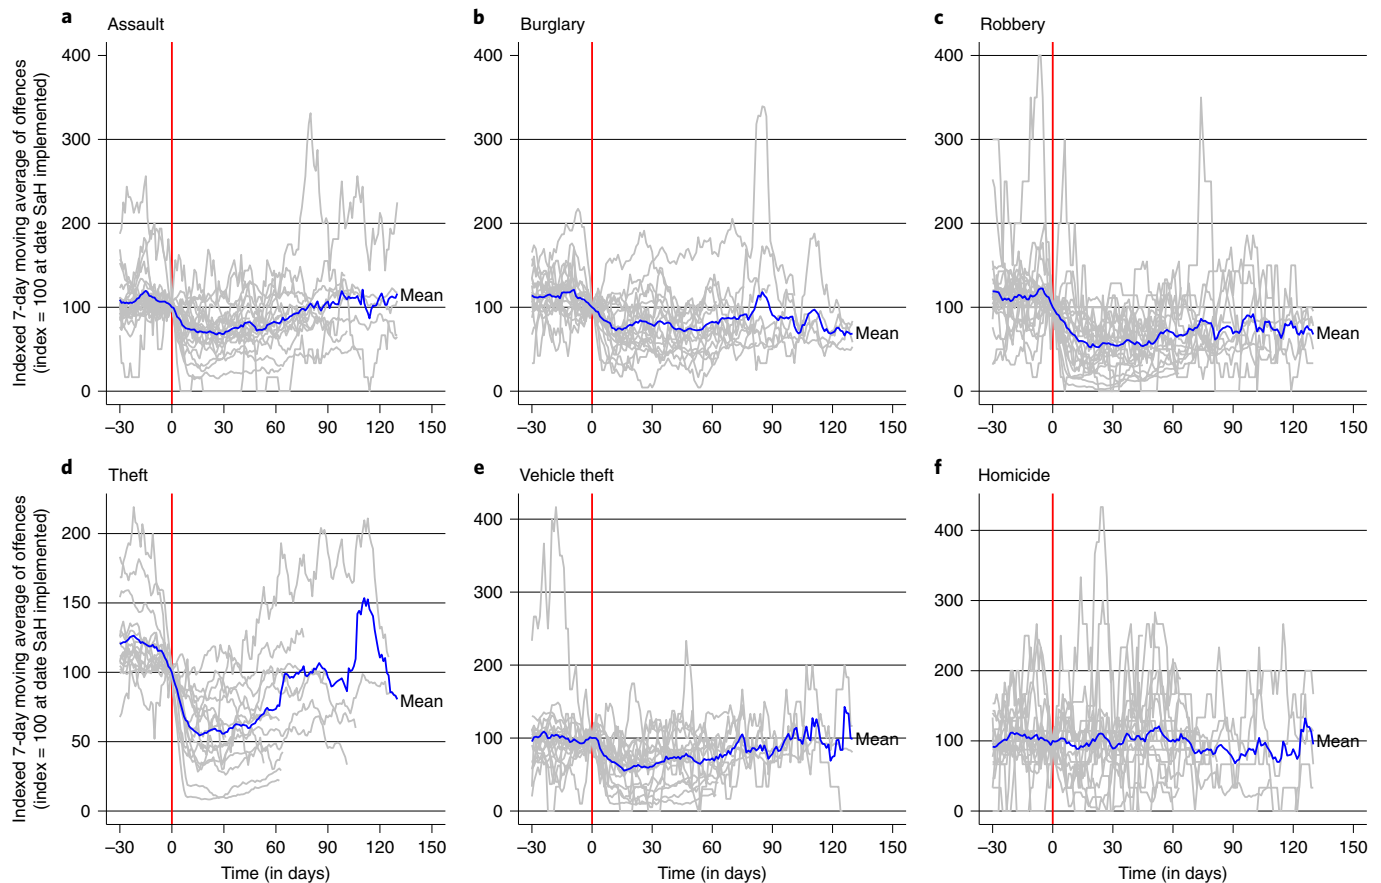 a Assault
b Burglary
c Robbery
Indexed 7-day moving average of offences
(index = 100 at date SaH implemented)
400
300
200
100
0
Mean
–30 0 30 60 90 120 150
400
300
200
100
0
Mean
–30 0 30 60 90 120 150
400
300
200
100
0
Mean
–30 0 30 60 90 120 150
d Theft
e Vehicle theft
f Homicide
Indexed 7-day moving average of offences
(index = 100 at date SaH implemented)
200
150
100
50
0
Mean
–30 0 30 60 90 120 150
Time (in days)
400
300
200
100
0
Mean
–30 0 30 60 90 120 150
Time (in days)
400
300
200
100
0
Mean
–30 0 30 60 90 120 150
Time (in days)